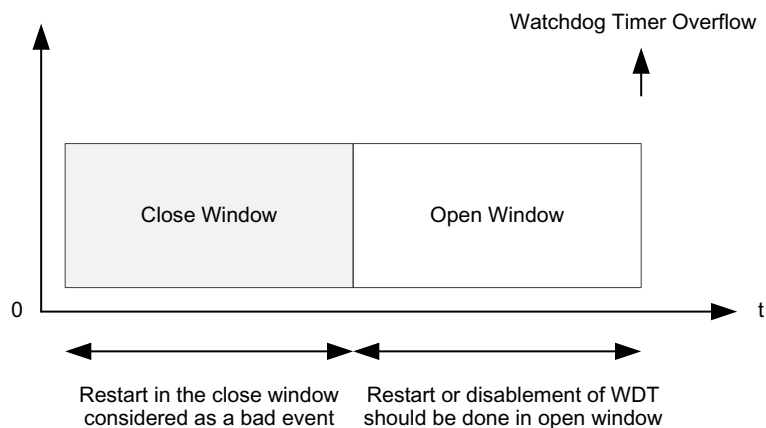 Watchdog Timer Overflow
Close Window
Open Window
0
t
Restart in the close window
considered as a bad event
Restart or disablement of WDT
should be done in open window